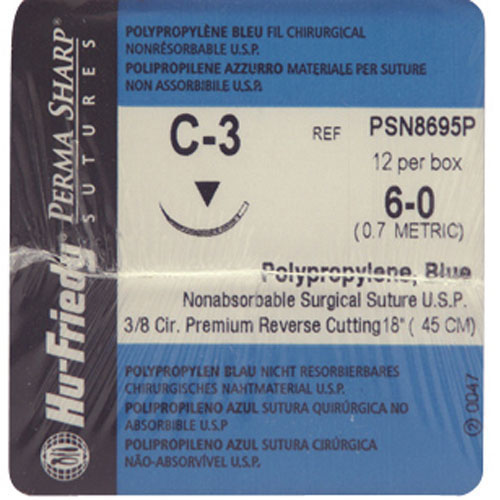 Hu-Friedy PERMA SHARP®
SUTURES
POLYPROPYLÈNE BLEU FIL CHIRURGICAL
NONRÉSORBABLE U.S.P.
POLIPROPILENE AZZURRO MATERIALE PER SUTURE
NON ASSORBIBILE U.S.P.
C-3
REF PSN8695P
12 per box
6-0
(0.7 METRIC)
Polypropylene, Blue
Nonabsorbable Surgical Suture U.S.P.
3/8 Cir. Premium Reverse Cutting 18" ( 45 CM)
POLYPROPYLEN BLAU NICHT RESORBIERBARES
CHIRURGISCHES NAHTMATERIAL U.S.P.
POLIPROPILENO AZUL SUTURA QUIRÚRGICA NO
ABSORBIBLE U.S.P
POLIPROPILENO AZUL SUTURA CIRÚRGICA
NÃO-ABSORVÍVEL U.S.P.
② 0047